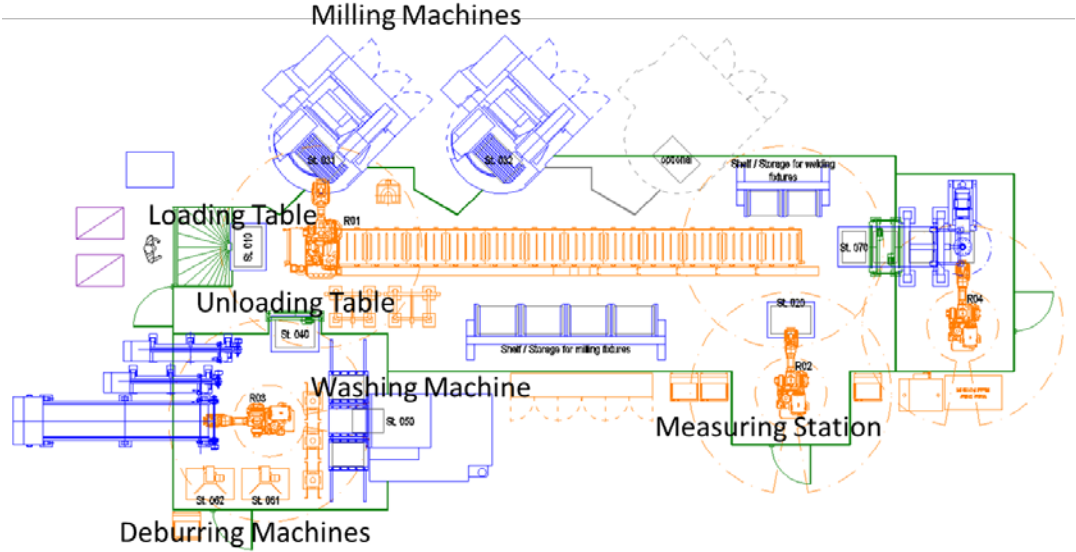 Milling Machines
St. 031
St. 032
optional
Shelf / Storage for welding
fixtures
Loading Table
R01
St. 010
St. 070
Unloading Table
St. 020
R04
St. 040
Shelf / Storage for milling fixtures
R02
Washing Machine
R03
St. 050
Measuring Station
St. 062
St. 061
Deburring Machines